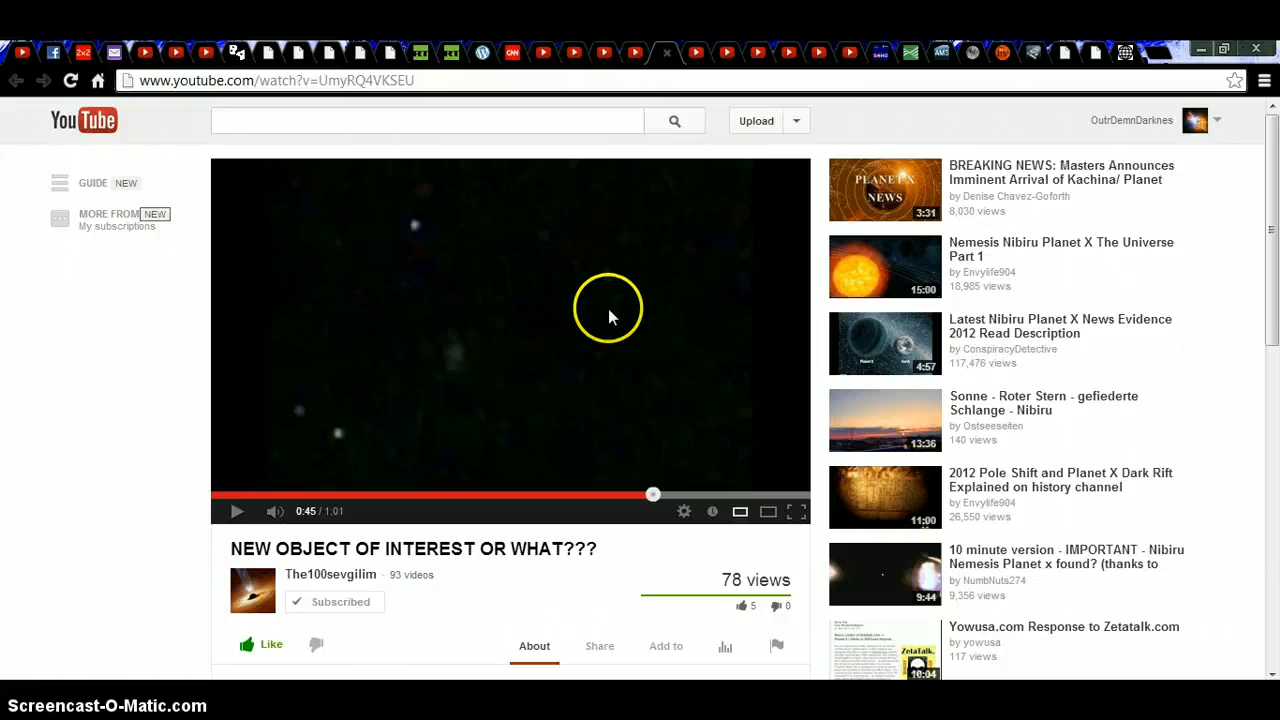 www.youtube.com/watch?v=UmyRQ4VKSEU
YouTube
Upload
OutrDemnDarknes
GUIDE NEW
MORE FROM NEW
My subscriptions
0:45 / 1:01
NEW OBJECT OF INTEREST OR WHAT???
The100sevgilim · 93 videos
Subscribed
78 views
5 0
Like
About Share Add to
PLANET X
NEWS
3:31
BREAKING NEWS: Masters Announces
Imminent Arrival of Kachina/ Planet
by Denise Chavez-Goforth
8,030 views
15:00
Nemesis Nibiru Planet X The Universe
Part 1
by Envylife904
18,985 views
4:57
Latest Nibiru Planet X News Evidence
2012 Read Description
by ConspiracyDetective
117,476 views
13:36
Sonne - Roter Stern - gefiederte
Schlange - Nibiru
by Ostseeseiten
140 views
11:00
2012 Pole Shift and Planet X Dark Rift
Explained on history channel
by Envylife904
26,550 views
9:44
10 minute version - IMPORTANT - Nibiru
Nemesis Planet x found? (thanks to
by NumbNuts274
9,356 views
ZetaTalk
10:04
Yowusa.com Response to Zetatalk.com
by yowusa
117 views
Screencast-O-Matic.com